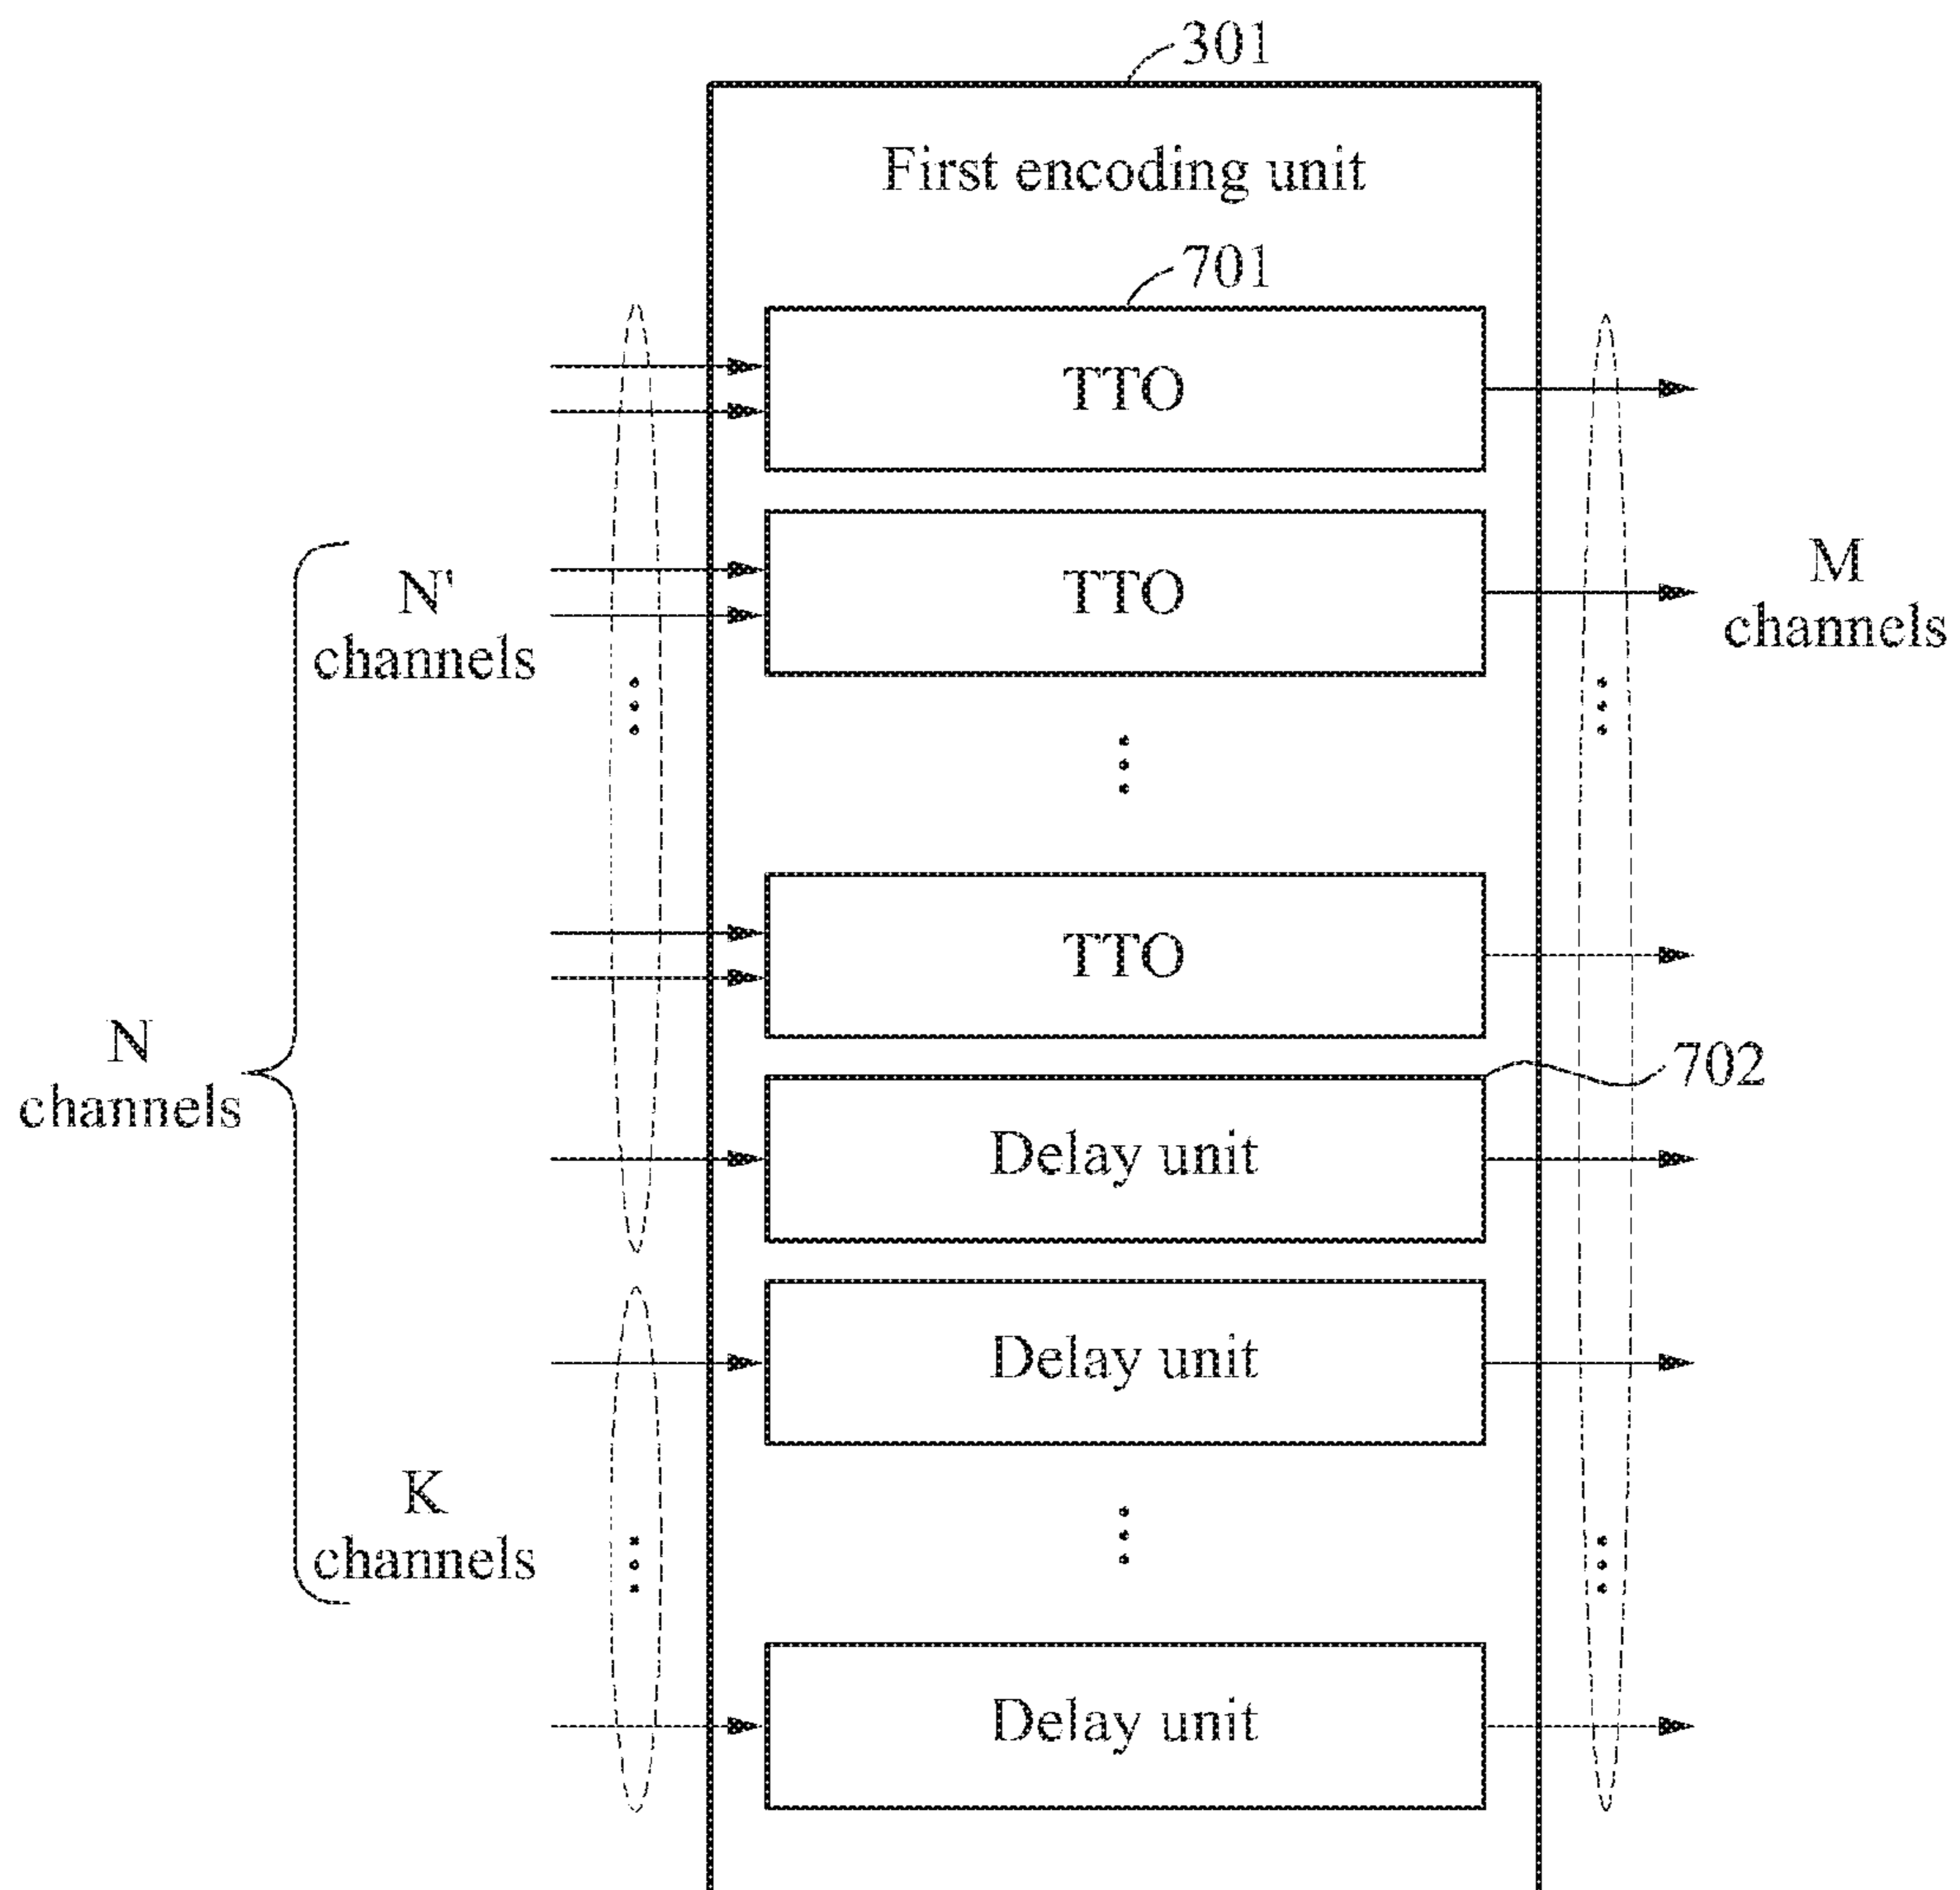 301
First encoding unit
701
TTO
TTO
N'
channels
M
channels
TTO
N
channels
702
Delay unit
Delay unit
K
channels
Delay unit